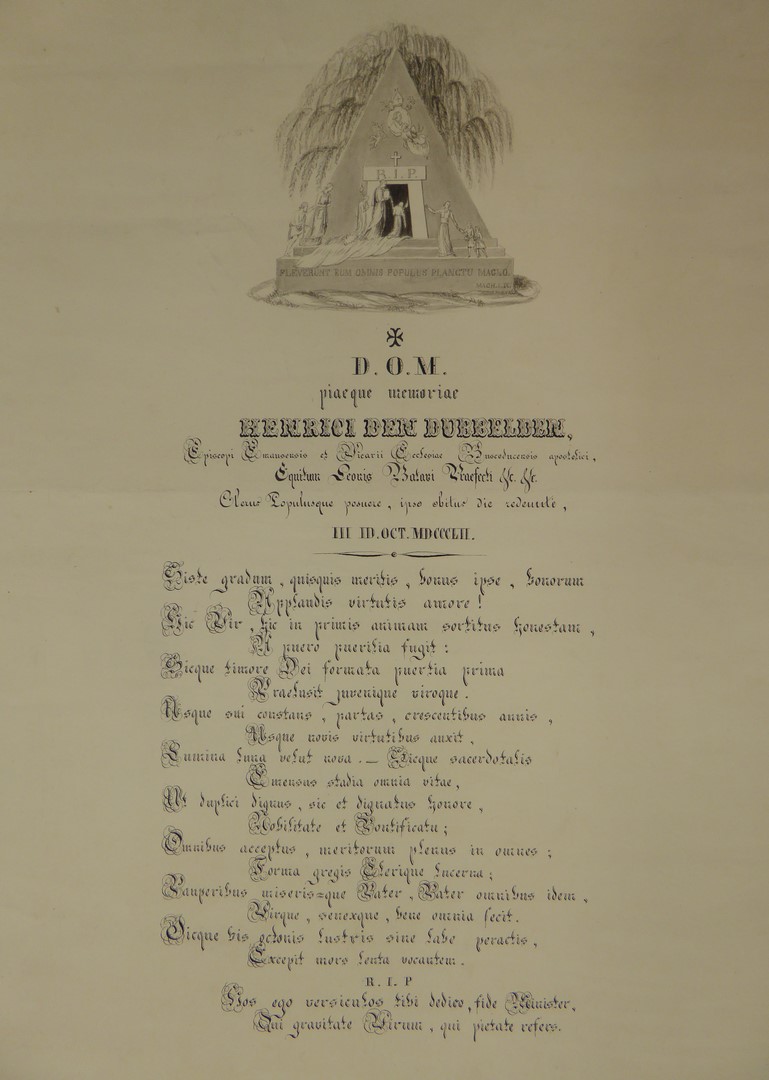 R.I.P.
FLEVERUNT EUM OMNIS POPULUS PLANCTU MAGNO.
MACH. I.
D. O. M.
piaeque memoriae
HENRICI DEN DUBBELDEN,
Episcopi Emausensis et Vicarii Ecclesiae Buscoducensis apostolici,
Equitum Leonis Batavi Praefecti &c. &c.
Clerus Populusque posuere, ipso obitus die redeunte,
III ID. OCT. MDCCCLII.
Siste gradum, quisquis meritis, bonus ipse, bonorum
Applaudis virtutis amore!
Hic Vir, hic in primis animam sortitus honestam,
A puero puerilia fugit:
Sicque timore Dei formata puertia prima
Praelusit juvenique viroque.
Usque sui constans, partas, crescentibus annis,
Usque novis virtutibus auxit,
Lumina luna velut nova. — Sicque sacerdotalis
Emensus stadia omnia vitae,
Ut duplici dignus, sic et dignatus honore,
Nobilitate et Pontificatu;
Omnibus acceptus, meritorum plenus in omnes;
Forma gregis Clerique lucerna;
Pauperibus miseris=que Pater, Pater omnibus idem,
Virque, senexque, bene omnia fecit.
Sicque bis octonis lustris sine labe peractis,
Excepit mors lenta vocantem.
R. I. P
Hos ego versiculos tibi dedico, fide Minister,
Qui gravitate Virum, qui pietate refers.